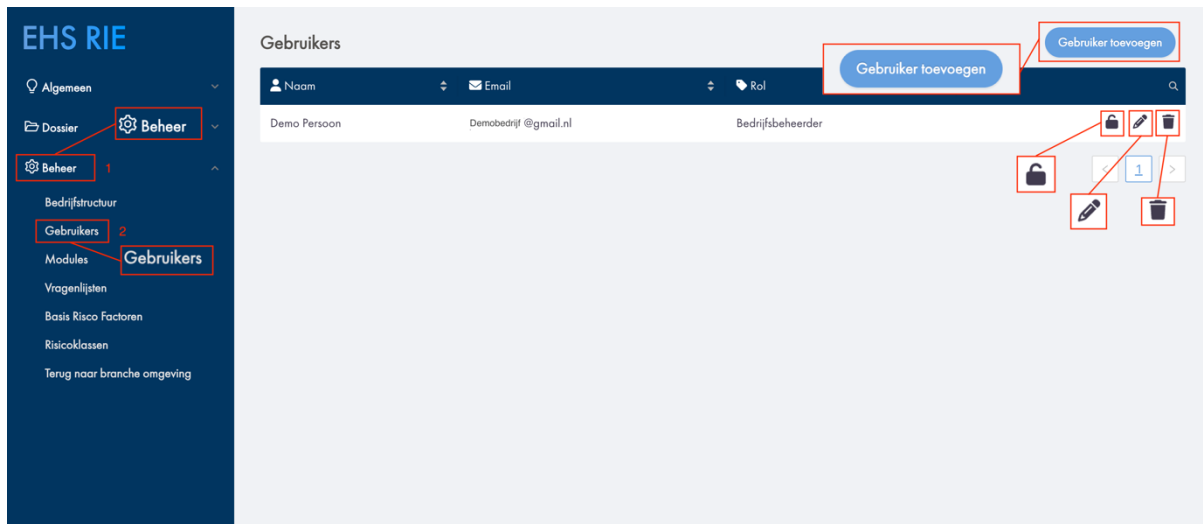 EHS RIE
Algemeen
Dossier
Beheer
Beheer 1
Bedrijfstructuur
Gebruikers 2
Gebruikers
Modules
Vragenlijsten
Basis Risco Factoren
Risicoklassen
Terug naar branche omgeving
Gebruikers
Gebruiker toevoegen
Gebruiker toevoegen
Naam Email Rol
Demo Persoon Demobedrijf @gmail.nl Bedrijfsbeheerder
< 1 >